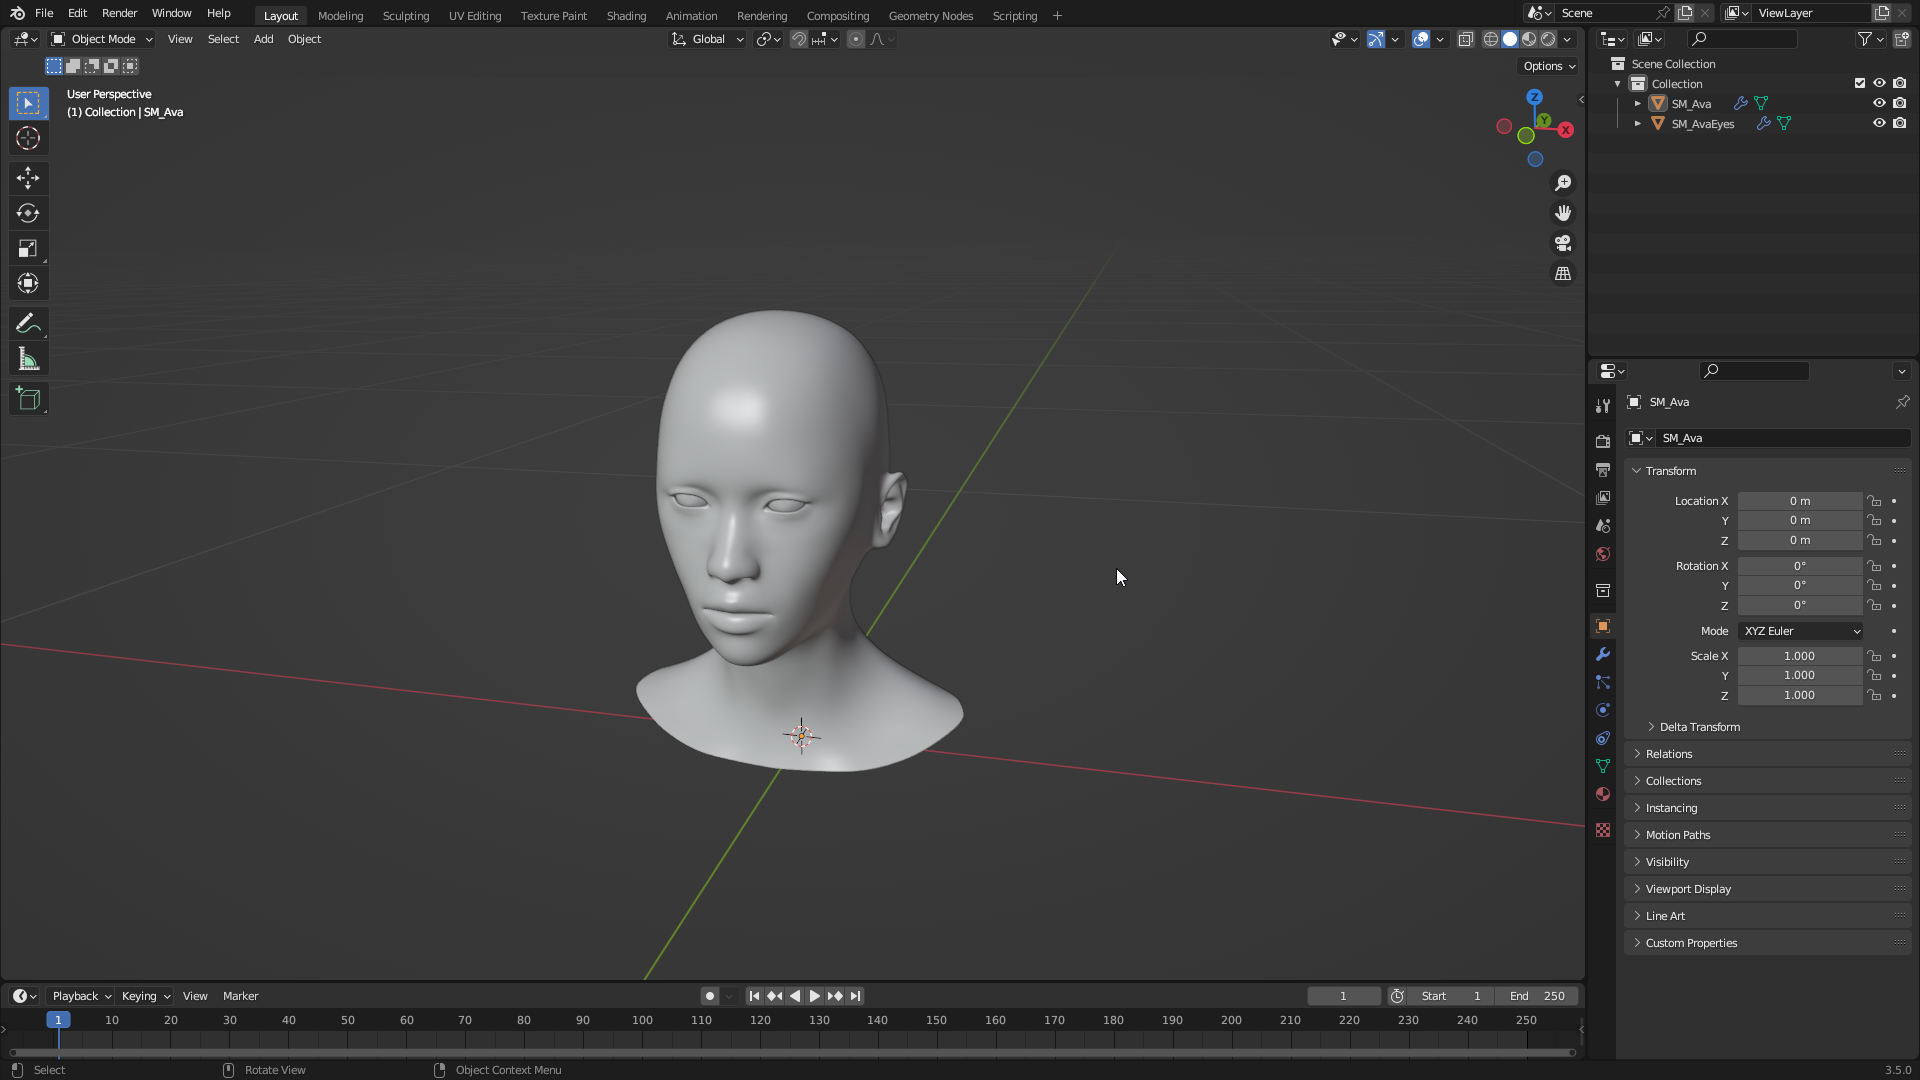 File Edit Render Window Help Layout Modeling Sculpting UV Editing Texture Paint Shading Animation Rendering Compositing Geometry Nodes Scripting + Scene ViewLayer
Object Mode View Select Add Object Global
Options
User Perspective
(1) Collection | SM_Ava
Z
Y
X
Scene Collection
Collection
SM_Ava
SM_AvaEyes
SM_Ava
SM_Ava
Transform
Location X 0 m
Y 0 m
Z 0 m
Rotation X 0°
Y 0°
Z 0°
Mode XYZ Euler
Scale X 1.000
Y 1.000
Z 1.000
Delta Transform
Relations
Collections
Instancing
Motion Paths
Visibility
Viewport Display
Line Art
Custom Properties
Playback Keying View Marker 1 Start 1 End 250
1 10 20 30 40 50 60 70 80 90 100 110 120 130 140 150 160 170 180 190 200 210 220 230 240 250
Select Rotate View Object Context Menu 3.5.0